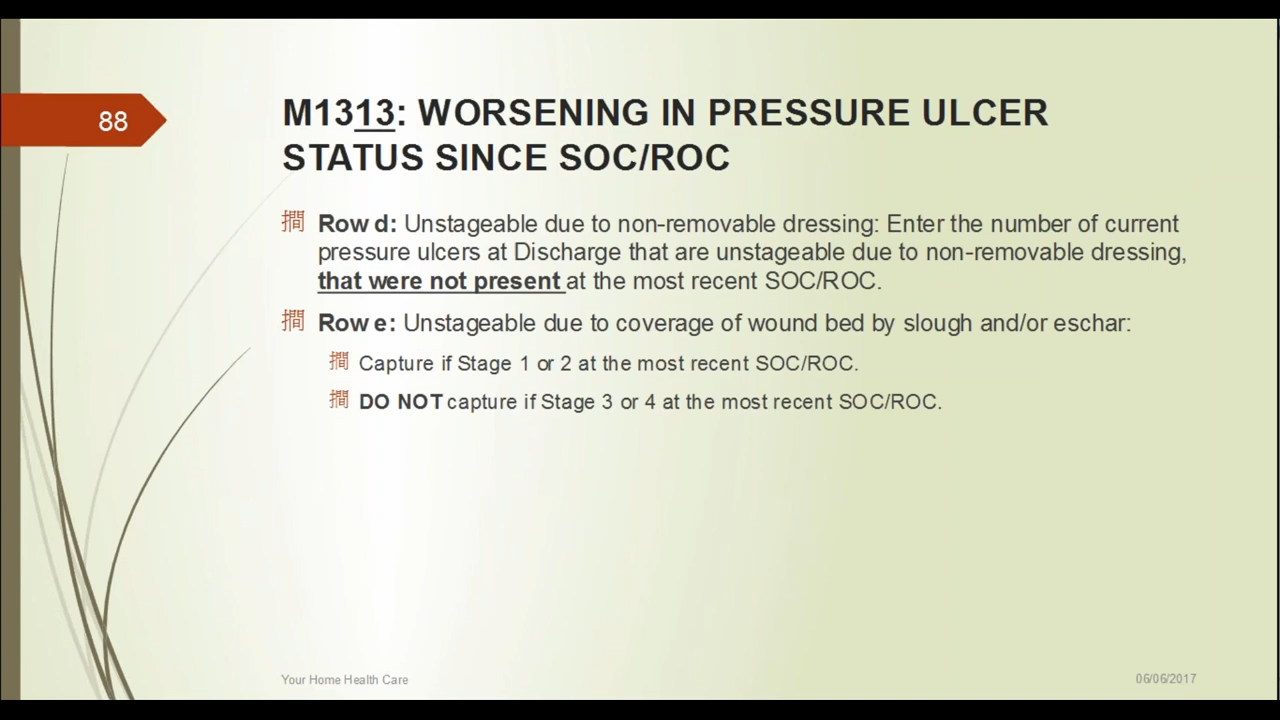 88
M1313: WORSENING IN PRESSURE ULCER
STATUS SINCE SOC/ROC
撊 Row d: Unstageable due to non-removable dressing: Enter the number of current
pressure ulcers at Discharge that are unstageable due to non-removable dressing,
that were not present at the most recent SOC/ROC.
撊 Row e: Unstageable due to coverage of wound bed by slough and/or eschar:
撊 Capture if Stage 1 or 2 at the most recent SOC/ROC.
撊 DO NOT capture if Stage 3 or 4 at the most recent SOC/ROC.
Your Home Health Care
06/06/2017